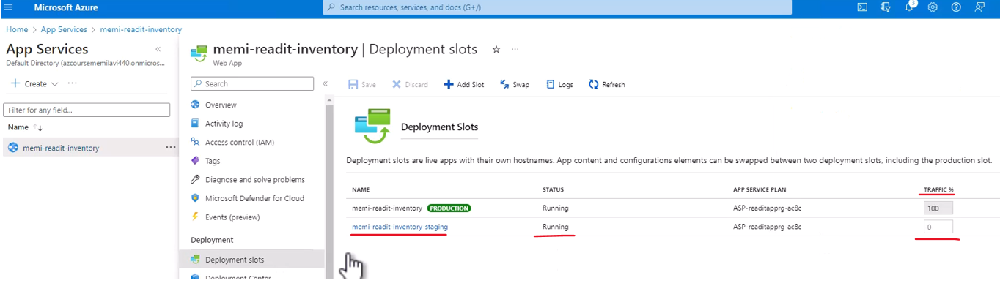 Microsoft Azure
Search resources, services, and docs (G+/)
3
Home > App Services > memi-readit-inventory
App Services
Default Directory (azcoursememilavi440.onmicros...
Create
Filter for any field...
Name
memi-readit-inventory
memi-readit-inventory | Deployment slots
Web App
Search
Overview
Activity log
Access control (IAM)
Tags
Diagnose and solve problems
Microsoft Defender for Cloud
Events (preview)
Deployment
Deployment slots
Deployment Center
Save Discard Add Slot Swap Logs Refresh
Deployment Slots
Deployment slots are live apps with their own hostnames. App content and configurations elements can be swapped between two deployment slots, including the production slot.
NAME STATUS APP SERVICE PLAN TRAFFIC %
memi-readit-inventory PRODUCTION Running ASP-readitapprg-ac8c 100
memi-readit-inventory-staging Running ASP-readitapprg-ac8c 0